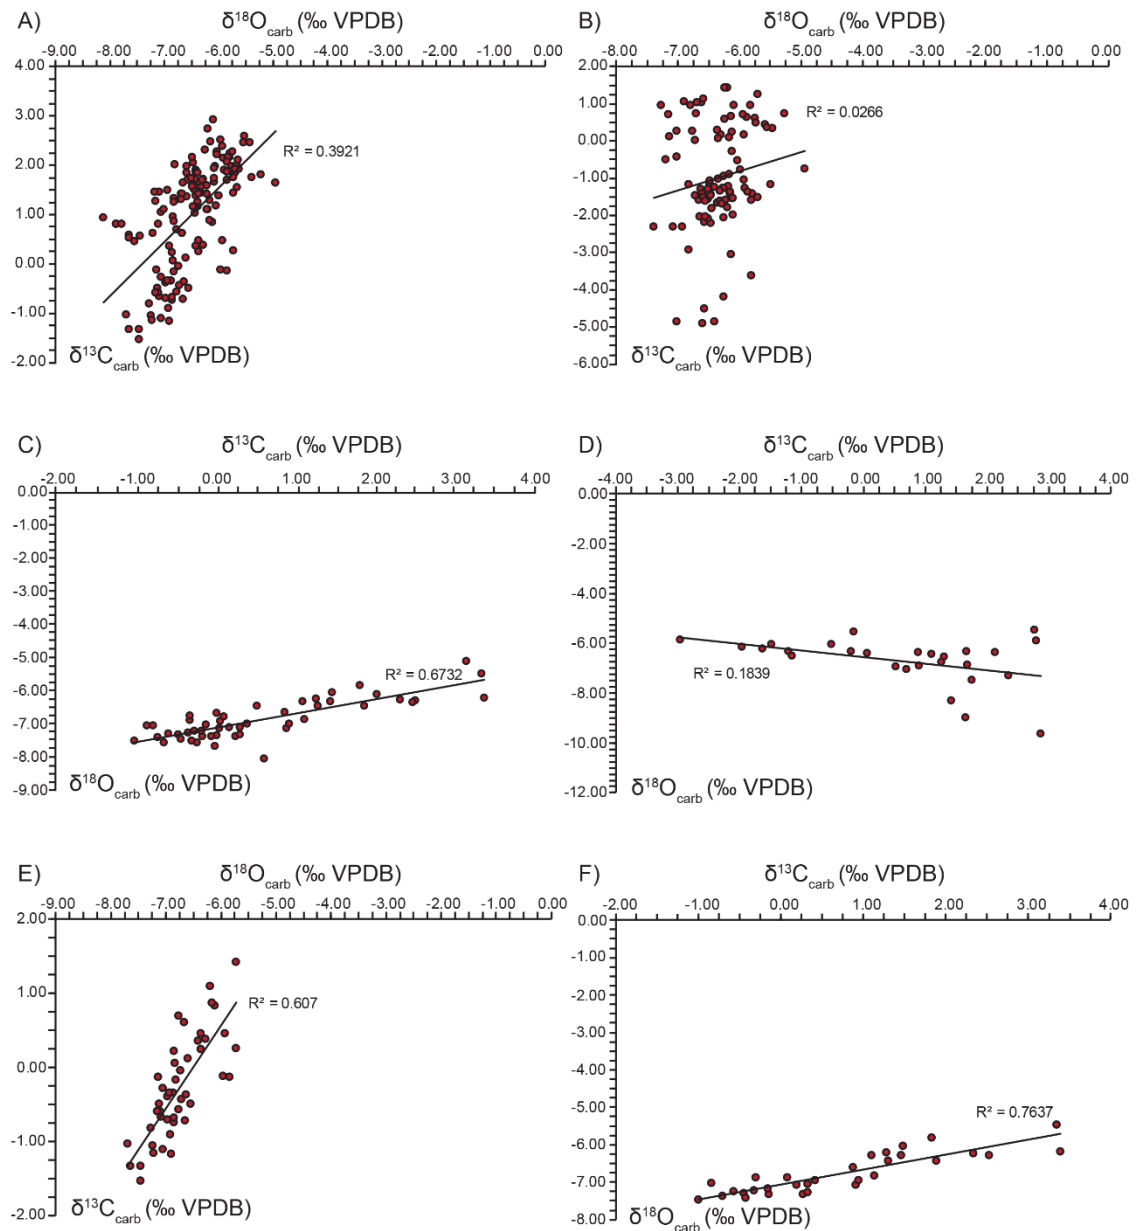 A)
δ18Ocarb (‰ VPDB)
-9.00 -8.00 -7.00 -6.00 -5.00 -4.00 -3.00 -2.00 -1.00 0.00
4.00
3.00
2.00
1.00
0.00
-1.00
-2.00
R² = 0.3921
δ13Ccarb (‰ VPDB)
B)
δ18Ocarb (‰ VPDB)
-8.00 -7.00 -6.00 -5.00 -4.00 -3.00 -2.00 -1.00 0.00
2.00
1.00
0.00
-1.00
-2.00
-3.00
-4.00
-5.00
-6.00
R² = 0.0266
δ13Ccarb (‰ VPDB)
C)
δ13Ccarb (‰ VPDB)
-2.00 -1.00 0.00 1.00 2.00 3.00 4.00
0.00
-1.00
-2.00
-3.00
-4.00
-5.00
-6.00
-7.00
-8.00
-9.00
R² = 0.6732
δ18Ocarb (‰ VPDB)
D)
δ13Ccarb (‰ VPDB)
-4.00 -3.00 -2.00 -1.00 0.00 1.00 2.00 3.00 4.00
0.00
-2.00
-4.00
-6.00
-8.00
-10.00
-12.00
R² = 0.1839
δ18Ocarb (‰ VPDB)
E)
δ18Ocarb (‰ VPDB)
-9.00 -8.00 -7.00 -6.00 -5.00 -4.00 -3.00 -2.00 -1.00 0.00
2.00
1.00
0.00
-1.00
-2.00
R² = 0.607
δ13Ccarb (‰ VPDB)
F)
δ13Ccarb (‰ VPDB)
-2.00 -1.00 0.00 1.00 2.00 3.00 4.00
0.00
-1.00
-2.00
-3.00
-4.00
-5.00
-6.00
-7.00
-8.00
R² = 0.7637
δ18Ocarb (‰ VPDB)